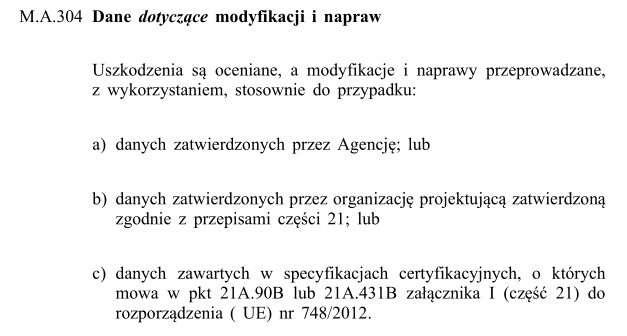 M.A.304 Dane dotyczące modyfikacji i napraw
Uszkodzenia są oceniane, a modyfikacje i naprawy przeprowadzane,
z wykorzystaniem, stosownie do przypadku:
a) danych zatwierdzonych przez Agencję; lub
b) danych zatwierdzonych przez organizację projektującą zatwierdzoną
zgodnie z przepisami części 21; lub
c) danych zawartych w specyfikacjach certyfikacyjnych, o których
mowa w pkt 21A.90B lub 21A.431B załącznika I (część 21) do
rozporządzenia ( UE) nr 748/2012.